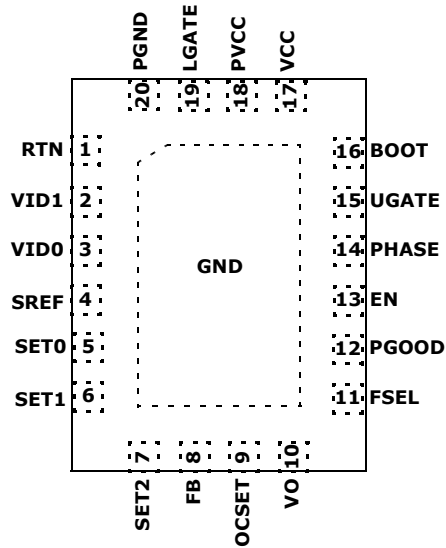 PGND
LGATE
PVCC
VCC
20
19
18
17
RTN 1
16 BOOT
VID1 2
15 UGATE
VID0 3
14 PHASE
GND
SREF 4
13 EN
SET0 5
12 PGOOD
SET1 6
11 FSEL
7
8
9
10
SET2
FB
OCSET
VO